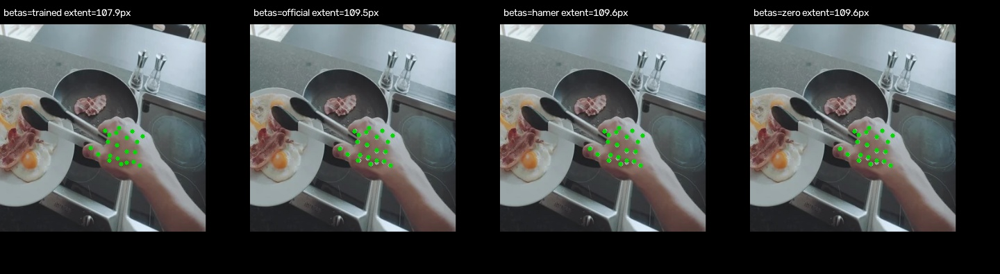 betas=trained extent=107.9px
betas=official extent=109.5px
betas=hamer extent=109.6px
betas=zero extent=109.6px